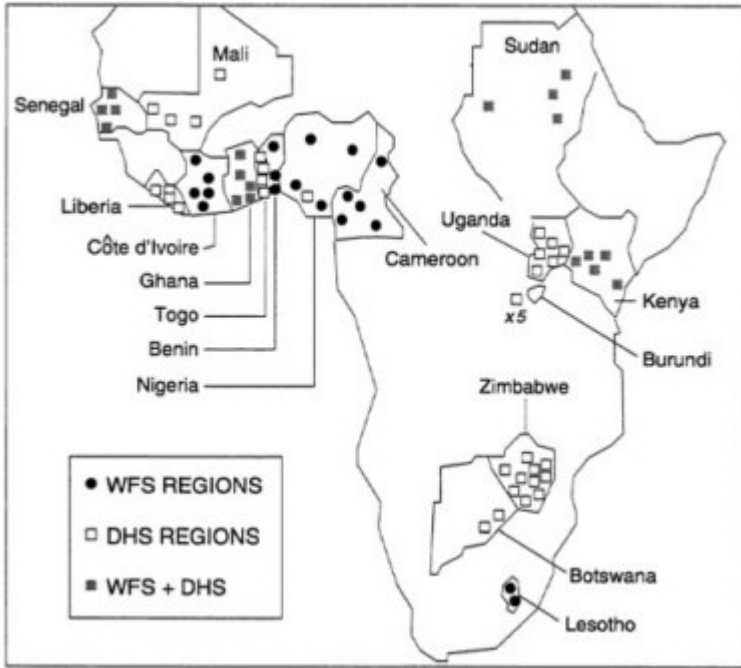 Mali
Sudan
Senegal
Liberia
Uganda
Côte d'Ivoire
Cameroon
Ghana
Kenya
x5
Togo
Benin
Burundi
Nigeria
Zimbabwe
WFS REGIONS
DHS REGIONS
WFS + DHS
Botswana
Lesotho